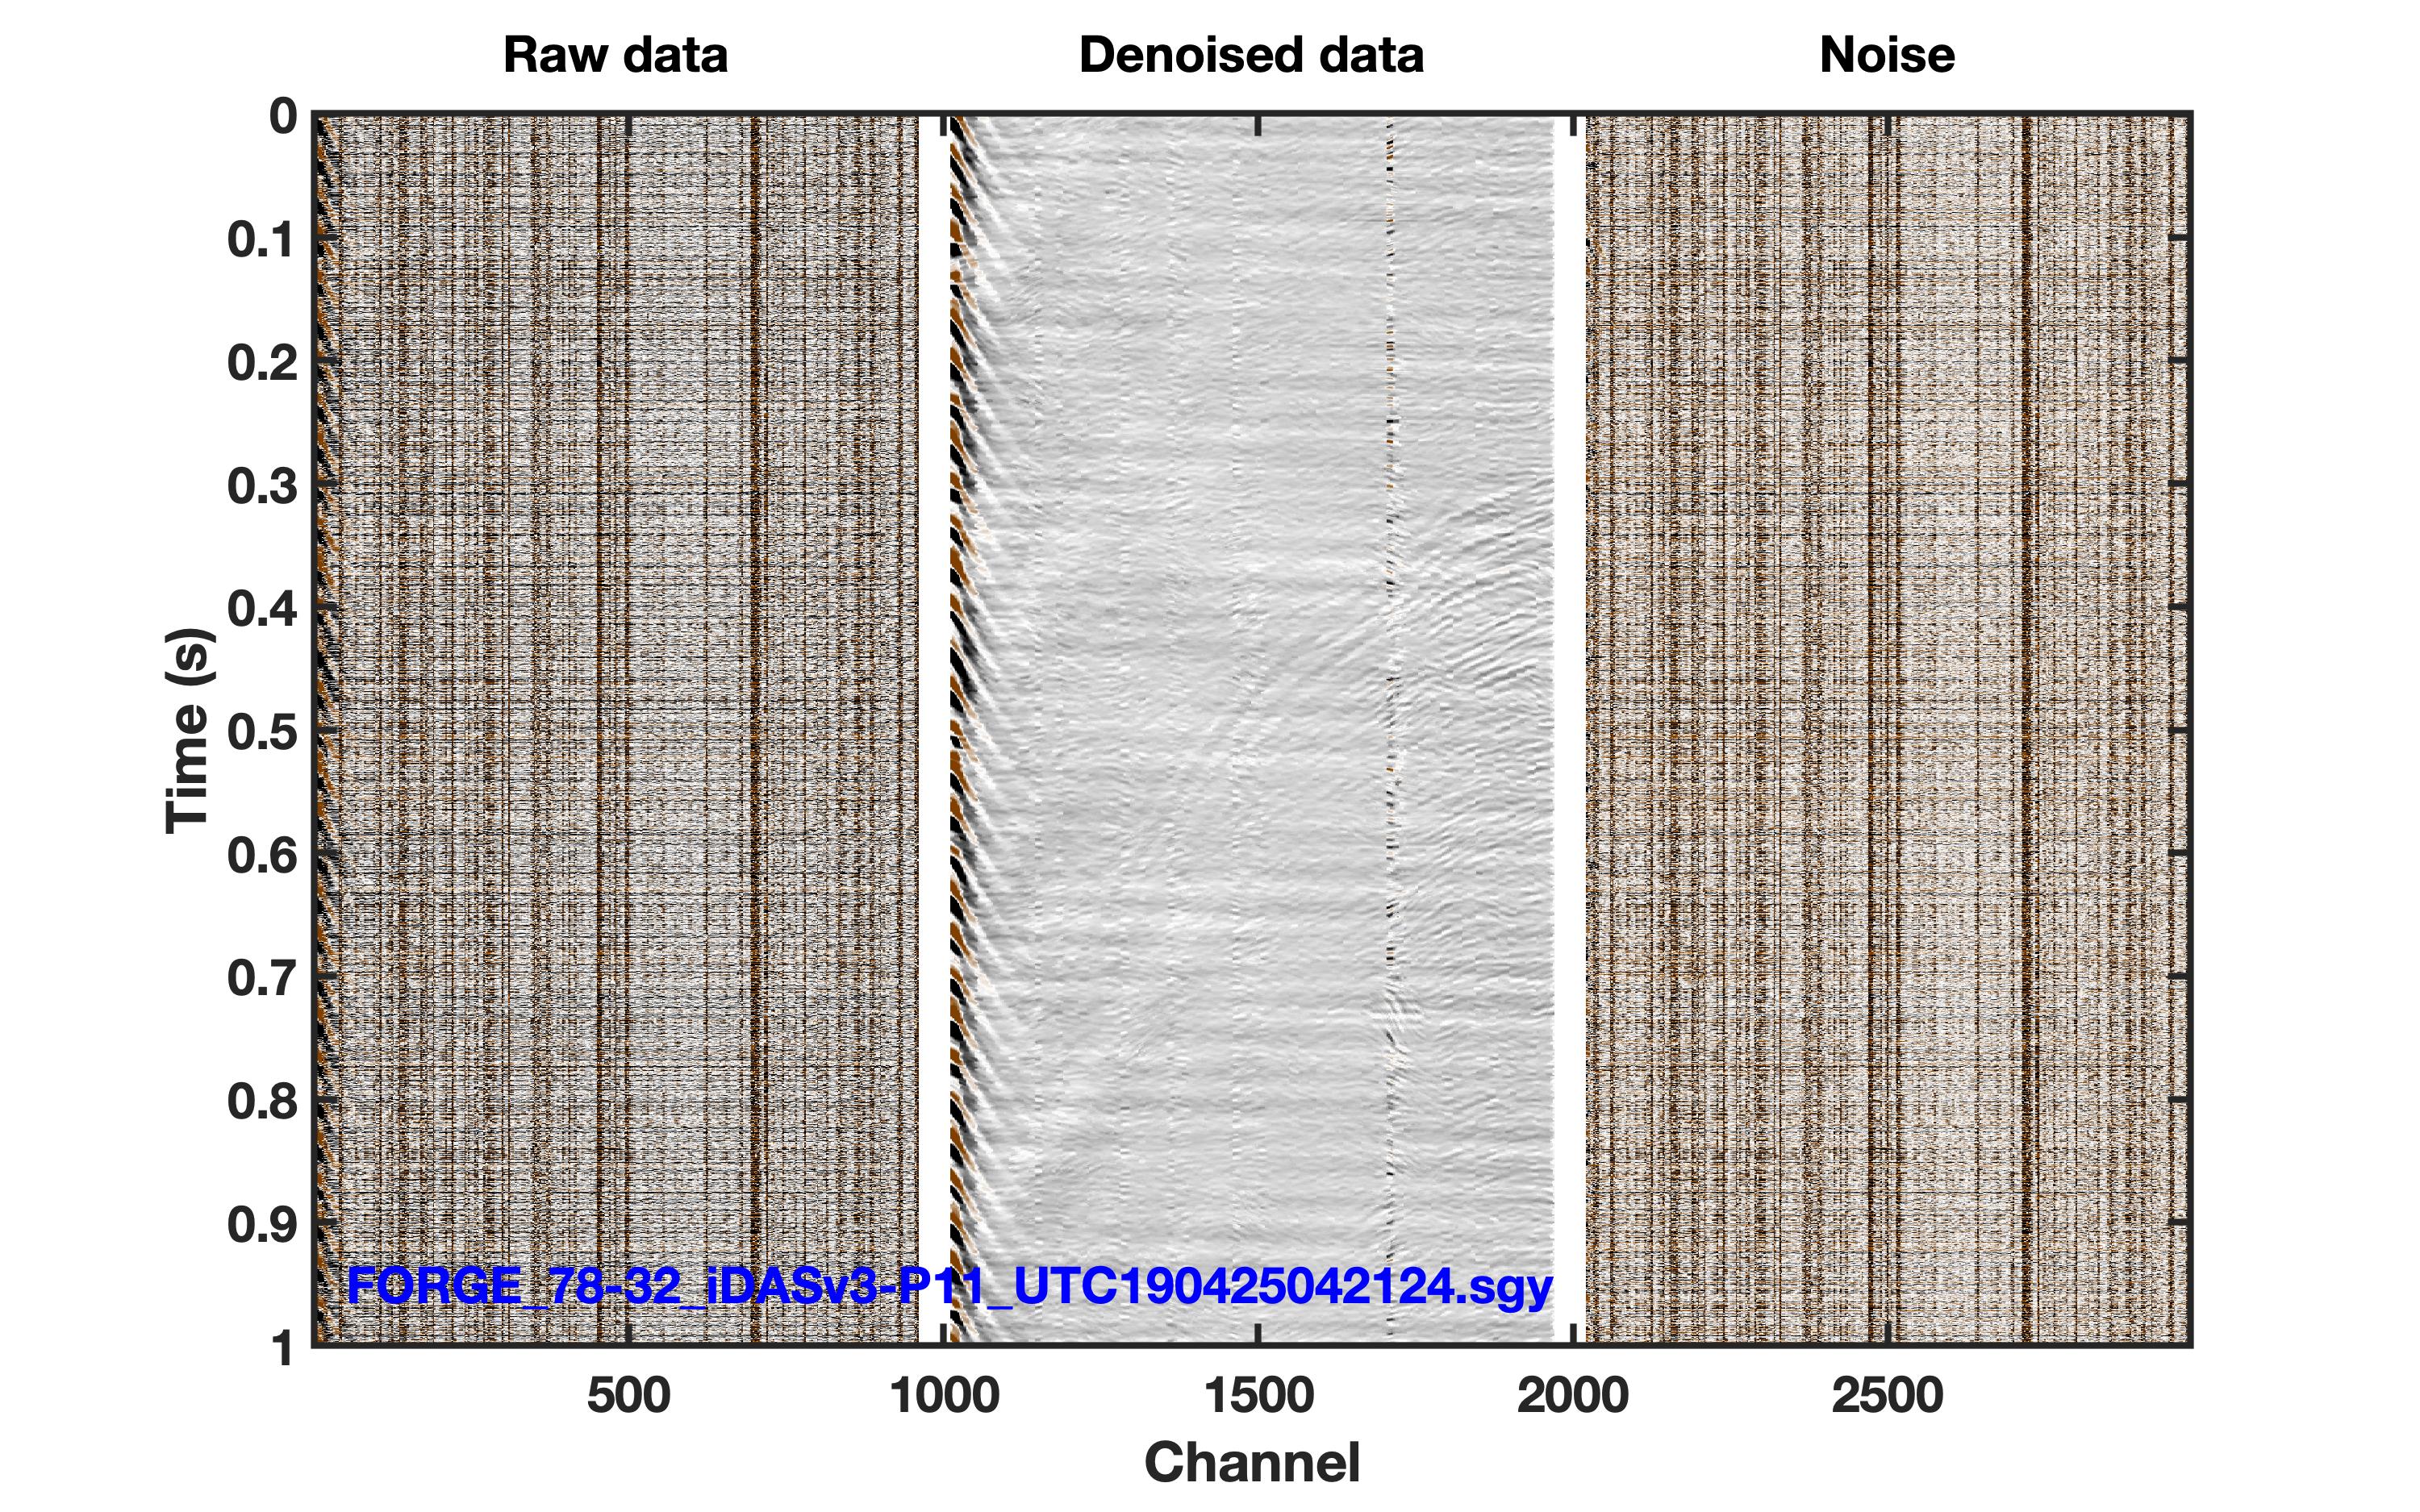 Raw data
Denoised data
Noise
0
0.1
0.2
0.3
0.4
0.5
0.6
0.7
0.8
0.9
1
Time (s)
FORGE_78-32_iDASv3-P11_UTC190425042124.sgy
500
1000
1500
2000
2500
Channel